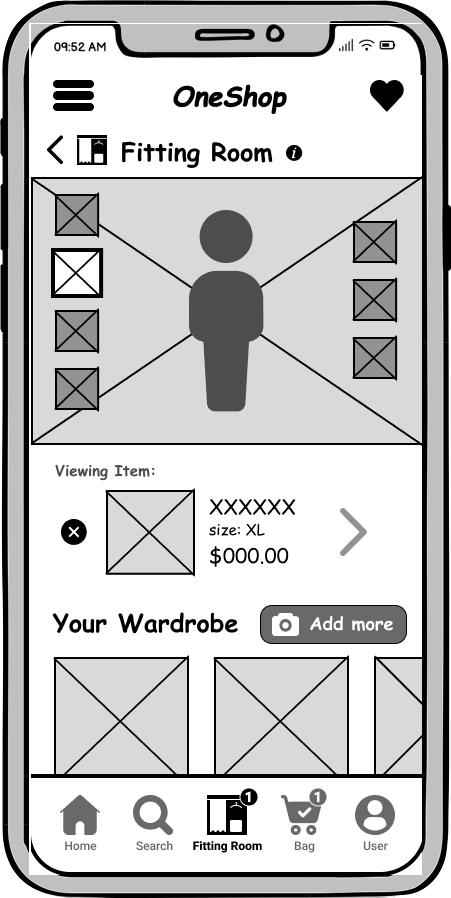 09:52 AM
OneShop
Fitting Room i
Viewing Item:
XXXXXX
size: XL
$000.00
Your Wardrobe
Add more
1
1
Home
Search
Fitting Room
Bag
User